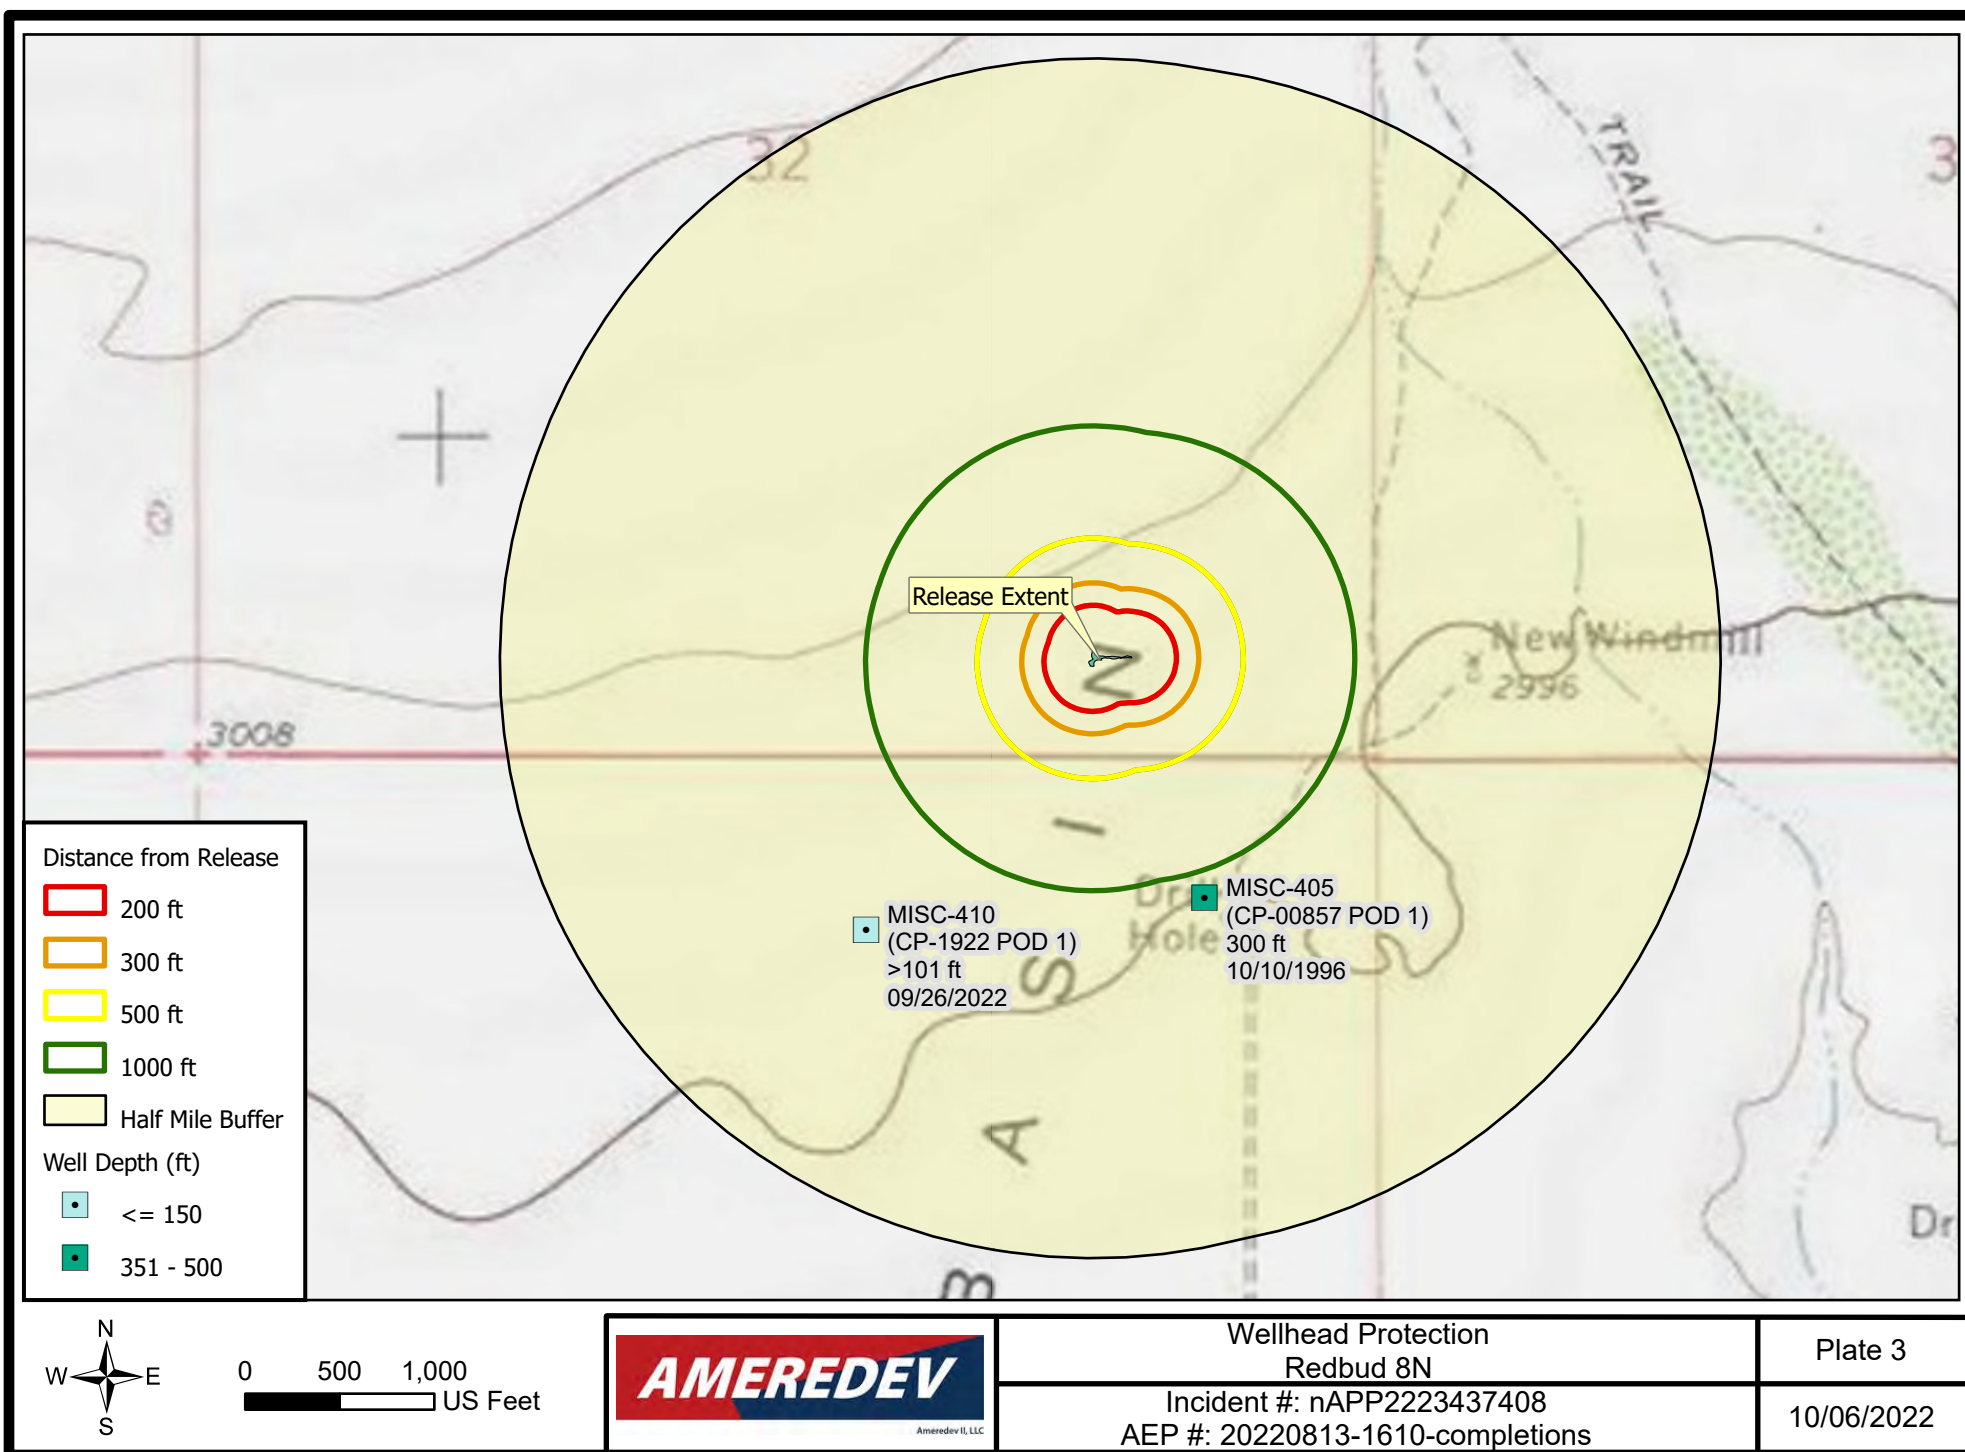 32
3
TRAIL
Release Extent
N
New Windmill
2996
3008
I
Drill
Hole
MISC-405
(CP-00857 POD 1)
300 ft
10/10/1996
MISC-410
(CP-1922 POD 1)
>101 ft
09/26/2022
S
A
B
Dr
Distance from Release
200 ft
300 ft
500 ft
1000 ft
Half Mile Buffer
Well Depth (ft)
<= 150
351 - 500
N
W E
S
0 500 1,000
US Feet
AMEREDEV
Ameredev II, LLC
Wellhead Protection
Redbud 8N
Incident #: nAPP2223437408
AEP #: 20220813-1610-completions
Plate 3
10/06/2022